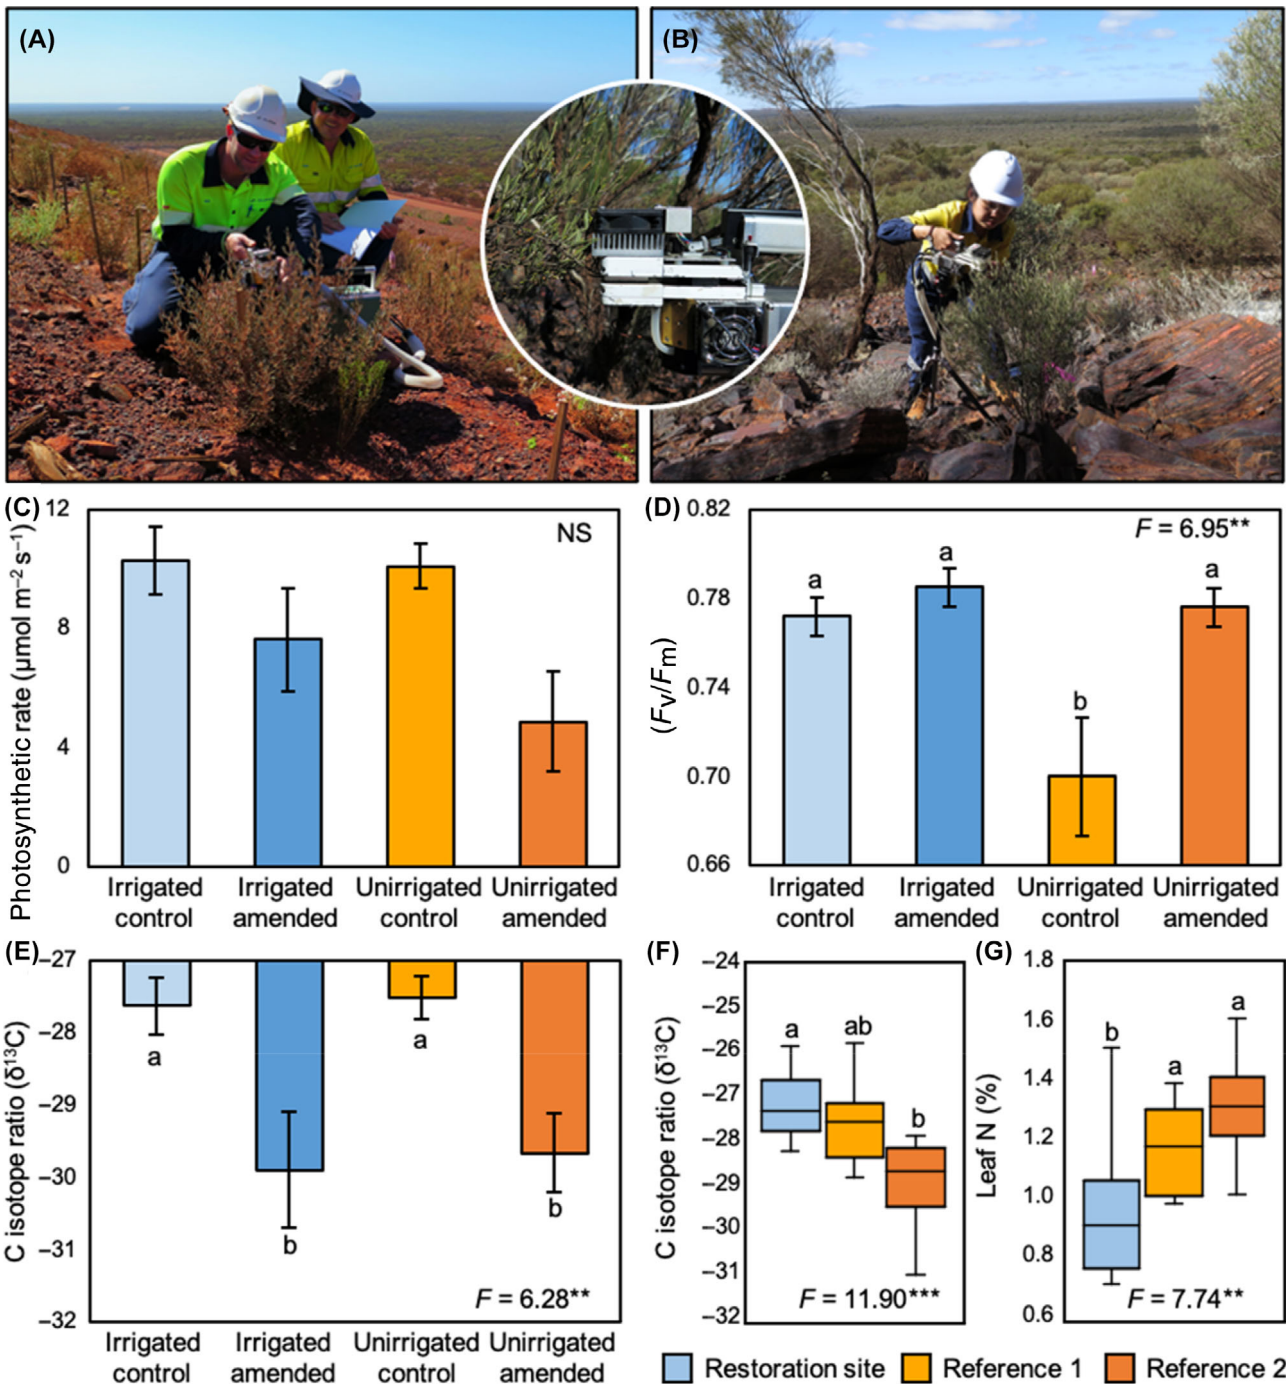 (A)
(B)
(C)
Photosynthetic rate (μmol m⁻² s⁻¹)
12
8
4
0
NS
Irrigated control
Irrigated amended
Unirrigated control
Unirrigated amended
(D)
(Fv/Fm)
0.82
0.78
0.74
0.70
0.66
F = 6.95**
a
a
b
a
Irrigated control
Irrigated amended
Unirrigated control
Unirrigated amended
(E)
C isotope ratio (δ¹³C)
–27
–28
–29
–30
–31
–32
a
b
a
b
F = 6.28**
Irrigated control
Irrigated amended
Unirrigated control
Unirrigated amended
(F)
C isotope ratio (δ¹³C)
–24
–25
–26
–27
–28
–29
–30
–31
–32
a
ab
b
F = 11.90***
(G)
Leaf N (%)
1.8
1.6
1.4
1.2
1.0
0.8
0.6
b
a
a
F = 7.74**
Restoration site
Reference 1
Reference 2